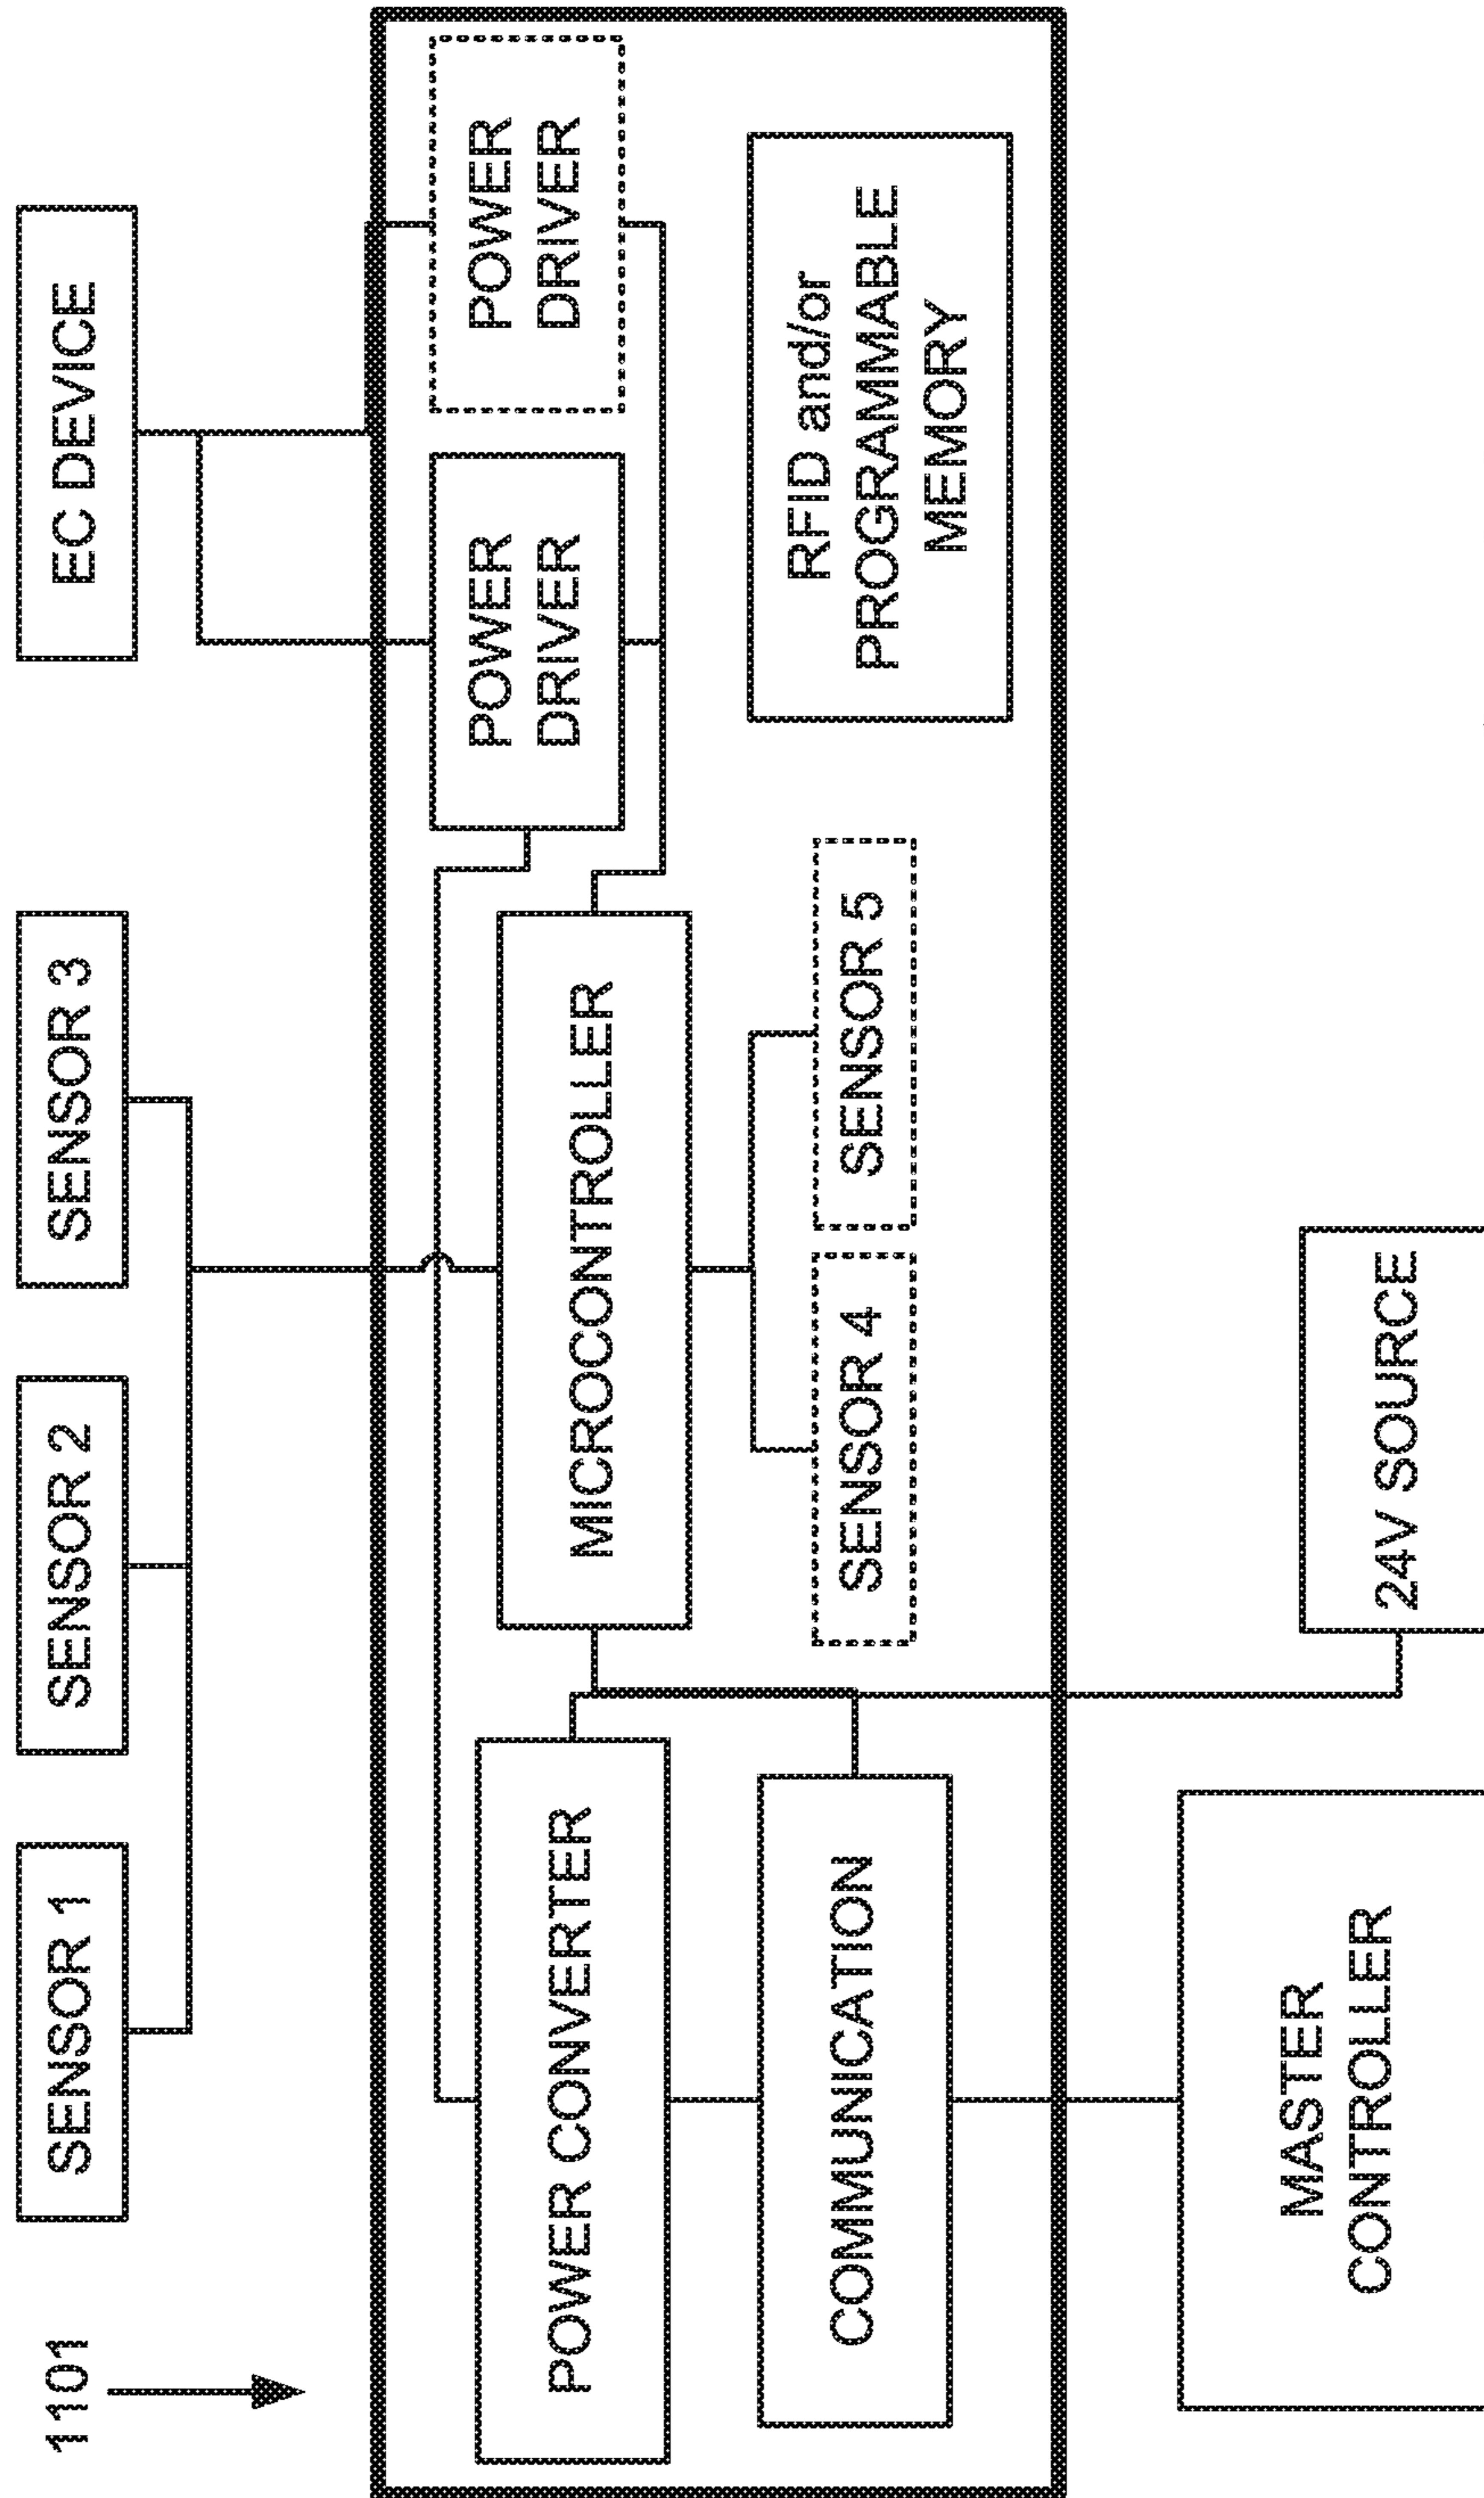 1101
SENSOR 1
SENSOR 2
SENSOR 3
EC DEVICE
POWER CONVERTER
MICROCONTROLLER
POWER
DRIVER
POWER
DRIVER
COMMUNICATION
SENSOR 4
SENSOR 5
RFID and/or
PROGRAMMABLE
MEMORY
MASTER
CONTROLLER
24V SOURCE